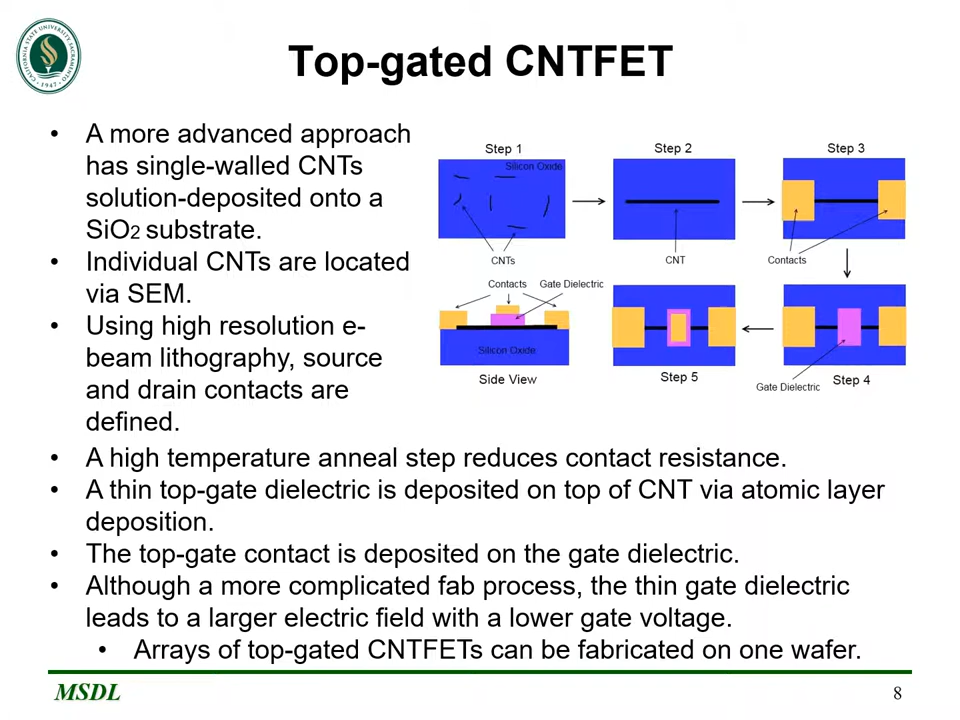 Top-gated CNTFET
• A more advanced approach
has single-walled CNTs
solution-deposited onto a
SiO2 substrate.
• Individual CNTs are located
via SEM.
• Using high resolution e-
beam lithography, source
and drain contacts are
defined.
Step 1
Silicon Oxide
CNTs
Step 2
CNT
Step 3
Contacts
Contacts
Gate Dielectric
Silicon Oxide
Side View
Step 5
Gate Dielectric
Step 4
• A high temperature anneal step reduces contact resistance.
• A thin top-gate dielectric is deposited on top of CNT via atomic layer
deposition.
• The top-gate contact is deposited on the gate dielectric.
• Although a more complicated fab process, the thin gate dielectric
leads to a larger electric field with a lower gate voltage.
• Arrays of top-gated CNTFETs can be fabricated on one wafer.
CALIFORNIA STATE UNIVERSITY SACRAMENTO
• 1947 •
MSDL
8